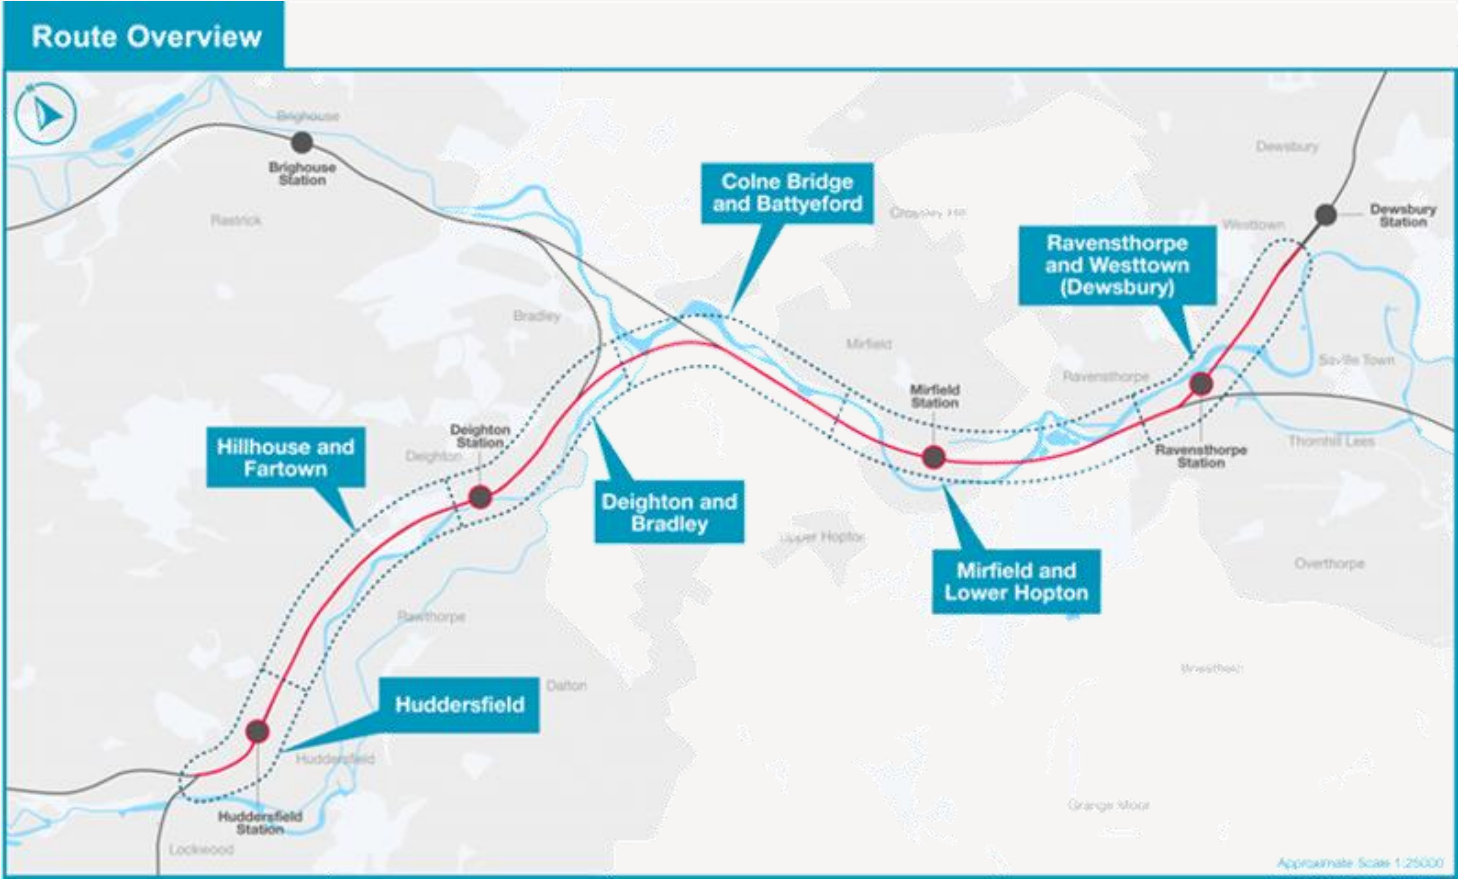 Route Overview
Brighouse
Brighouse
Station
Rastrick
Colne Bridge
and Battyeford
Dewsbury
Dewsbury
Station
Westtown
Ravensthorpe
and Westtown
(Dewsbury)
Bradley
Mirfield
Saville Town
Ravensthorpe
Mirfield
Station
Deighton
Station
Deighton
Hillhouse and
Fartown
Thornhill Lees
Ravensthorpe
Station
Deighton and
Bradley
Upper Hopton
Mirfield and
Lower Hopton
Overthorpe
Rawthorpe
Dalton
Huddersfield
Huddersfield
Grange Moor
Huddersfield
Station
Lockwood
Approximate Scale 1:25000